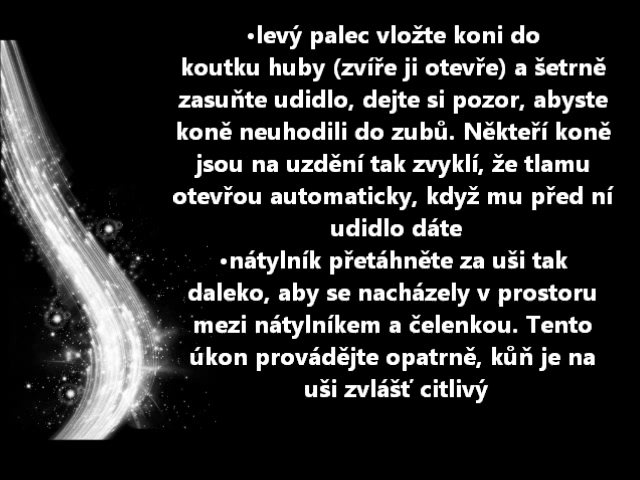 •levý palec vložte koni do
koutku huby (zvíře ji otevře) a šetrně
zasuňte udidlo, dejte si pozor, abyste
koně neuhodili do zubů. Někteří koně
jsou na uzdění tak zvyklí, že tlamu
otevřou automaticky, když mu před ní
udidlo dáte
•nátylník přetáhněte za uši tak
daleko, aby se nacházely v prostoru
mezi nátylníkem a čelenkou. Tento
úkon provádějte opatrně, kůň je na
uši zvlášť citlivý